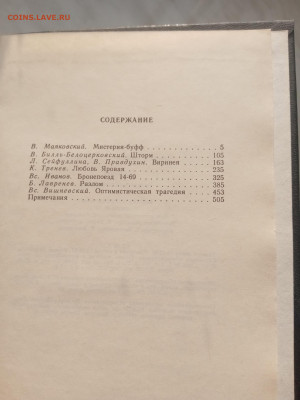 COINS.LAVE.RU
СОДЕРЖАНИЕ
В. Маяковский. Мистерия-буфф 5
В. Билль-Белоцерковский. Шторм 105
Л. Сейфуллина, В. Правдухин. Виринея 163
К. Тренев. Любовь Яровая 235
Вс. Иванов. Бронепоезд 14-69 325
Б. Лавренев. Разлом 385
Вс. Вишневский. Оптимистическая трагедия 453
Примечания 505